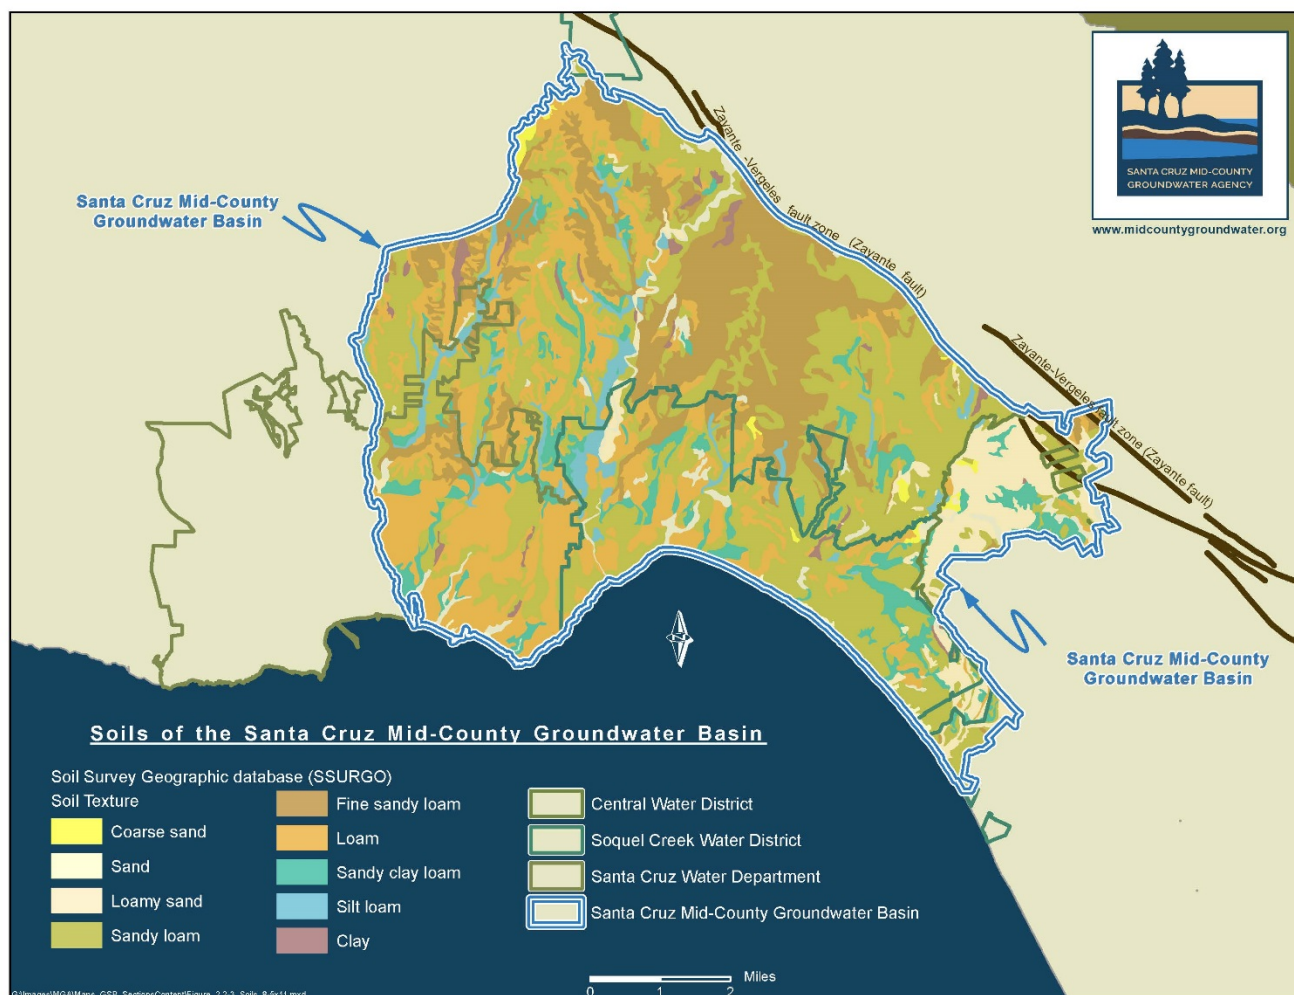 SANTA CRUZ MID-COUNTY
GROUNDWATER AGENCY
www.midcountygroundwater.org
Santa Cruz Mid-County
Groundwater Basin
Zayante -Vergeles fault zone (Zayante fault)
Zayante-Vergeles fault zone (Zayante fault)
Santa Cruz Mid-County
Groundwater Basin
N
Soils of the Santa Cruz Mid-County Groundwater Basin
Soil Survey Geographic database (SSURGO)
Soil Texture
Coarse sand
Sand
Loamy sand
Sandy loam
Fine sandy loam
Loam
Sandy clay loam
Silt loam
Clay
Central Water District
Soquel Creek Water District
Santa Cruz Water Department
Santa Cruz Mid-County Groundwater Basin
Miles
0 1 2